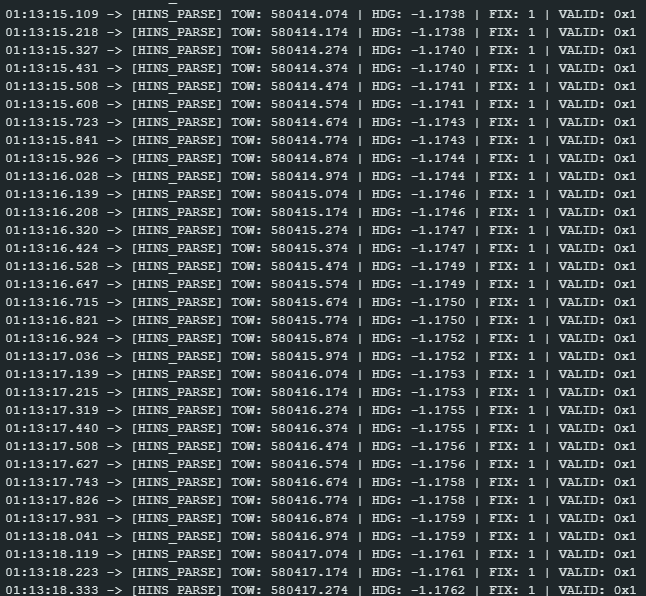 01:13:15.109 -> [HINS_PARSE] TOW: 580414.074 | HDG: -1.1738 | FIX: 1 | VALID: 0x1
01:13:15.218 -> [HINS_PARSE] TOW: 580414.174 | HDG: -1.1738 | FIX: 1 | VALID: 0x1
01:13:15.327 -> [HINS_PARSE] TOW: 580414.274 | HDG: -1.1740 | FIX: 1 | VALID: 0x1
01:13:15.431 -> [HINS_PARSE] TOW: 580414.374 | HDG: -1.1740 | FIX: 1 | VALID: 0x1
01:13:15.508 -> [HINS_PARSE] TOW: 580414.474 | HDG: -1.1741 | FIX: 1 | VALID: 0x1
01:13:15.608 -> [HINS_PARSE] TOW: 580414.574 | HDG: -1.1741 | FIX: 1 | VALID: 0x1
01:13:15.723 -> [HINS_PARSE] TOW: 580414.674 | HDG: -1.1743 | FIX: 1 | VALID: 0x1
01:13:15.841 -> [HINS_PARSE] TOW: 580414.774 | HDG: -1.1743 | FIX: 1 | VALID: 0x1
01:13:15.926 -> [HINS_PARSE] TOW: 580414.874 | HDG: -1.1744 | FIX: 1 | VALID: 0x1
01:13:16.028 -> [HINS_PARSE] TOW: 580414.974 | HDG: -1.1744 | FIX: 1 | VALID: 0x1
01:13:16.139 -> [HINS_PARSE] TOW: 580415.074 | HDG: -1.1746 | FIX: 1 | VALID: 0x1
01:13:16.208 -> [HINS_PARSE] TOW: 580415.174 | HDG: -1.1746 | FIX: 1 | VALID: 0x1
01:13:16.320 -> [HINS_PARSE] TOW: 580415.274 | HDG: -1.1747 | FIX: 1 | VALID: 0x1
01:13:16.424 -> [HINS_PARSE] TOW: 580415.374 | HDG: -1.1747 | FIX: 1 | VALID: 0x1
01:13:16.528 -> [HINS_PARSE] TOW: 580415.474 | HDG: -1.1749 | FIX: 1 | VALID: 0x1
01:13:16.647 -> [HINS_PARSE] TOW: 580415.574 | HDG: -1.1749 | FIX: 1 | VALID: 0x1
01:13:16.715 -> [HINS_PARSE] TOW: 580415.674 | HDG: -1.1750 | FIX: 1 | VALID: 0x1
01:13:16.821 -> [HINS_PARSE] TOW: 580415.774 | HDG: -1.1750 | FIX: 1 | VALID: 0x1
01:13:16.924 -> [HINS_PARSE] TOW: 580415.874 | HDG: -1.1752 | FIX: 1 | VALID: 0x1
01:13:17.036 -> [HINS_PARSE] TOW: 580415.974 | HDG: -1.1752 | FIX: 1 | VALID: 0x1
01:13:17.139 -> [HINS_PARSE] TOW: 580416.074 | HDG: -1.1753 | FIX: 1 | VALID: 0x1
01:13:17.215 -> [HINS_PARSE] TOW: 580416.174 | HDG: -1.1753 | FIX: 1 | VALID: 0x1
01:13:17.319 -> [HINS_PARSE] TOW: 580416.274 | HDG: -1.1755 | FIX: 1 | VALID: 0x1
01:13:17.440 -> [HINS_PARSE] TOW: 580416.374 | HDG: -1.1755 | FIX: 1 | VALID: 0x1
01:13:17.508 -> [HINS_PARSE] TOW: 580416.474 | HDG: -1.1756 | FIX: 1 | VALID: 0x1
01:13:17.627 -> [HINS_PARSE] TOW: 580416.574 | HDG: -1.1756 | FIX: 1 | VALID: 0x1
01:13:17.743 -> [HINS_PARSE] TOW: 580416.674 | HDG: -1.1758 | FIX: 1 | VALID: 0x1
01:13:17.826 -> [HINS_PARSE] TOW: 580416.774 | HDG: -1.1758 | FIX: 1 | VALID: 0x1
01:13:17.931 -> [HINS_PARSE] TOW: 580416.874 | HDG: -1.1759 | FIX: 1 | VALID: 0x1
01:13:18.041 -> [HINS_PARSE] TOW: 580416.974 | HDG: -1.1759 | FIX: 1 | VALID: 0x1
01:13:18.119 -> [HINS_PARSE] TOW: 580417.074 | HDG: -1.1761 | FIX: 1 | VALID: 0x1
01:13:18.223 -> [HINS_PARSE] TOW: 580417.174 | HDG: -1.1761 | FIX: 1 | VALID: 0x1
01:13:18.333 -> [HINS_PARSE] TOW: 580417.274 | HDG: -1.1762 | FIX: 1 | VALID: 0x1